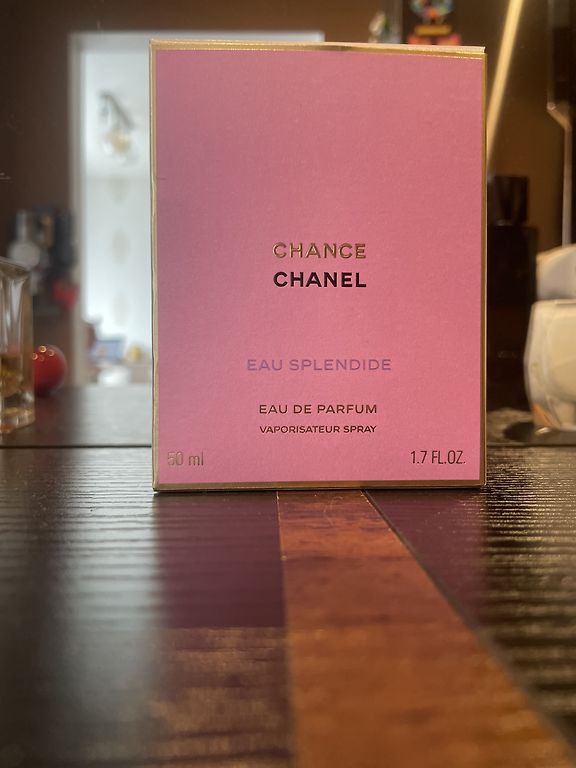 CHANCE
CHANEL
EAU SPLENDIDE
EAU DE PARFUM
VAPORISATEUR SPRAY
50 ml 1.7 FL.OZ.